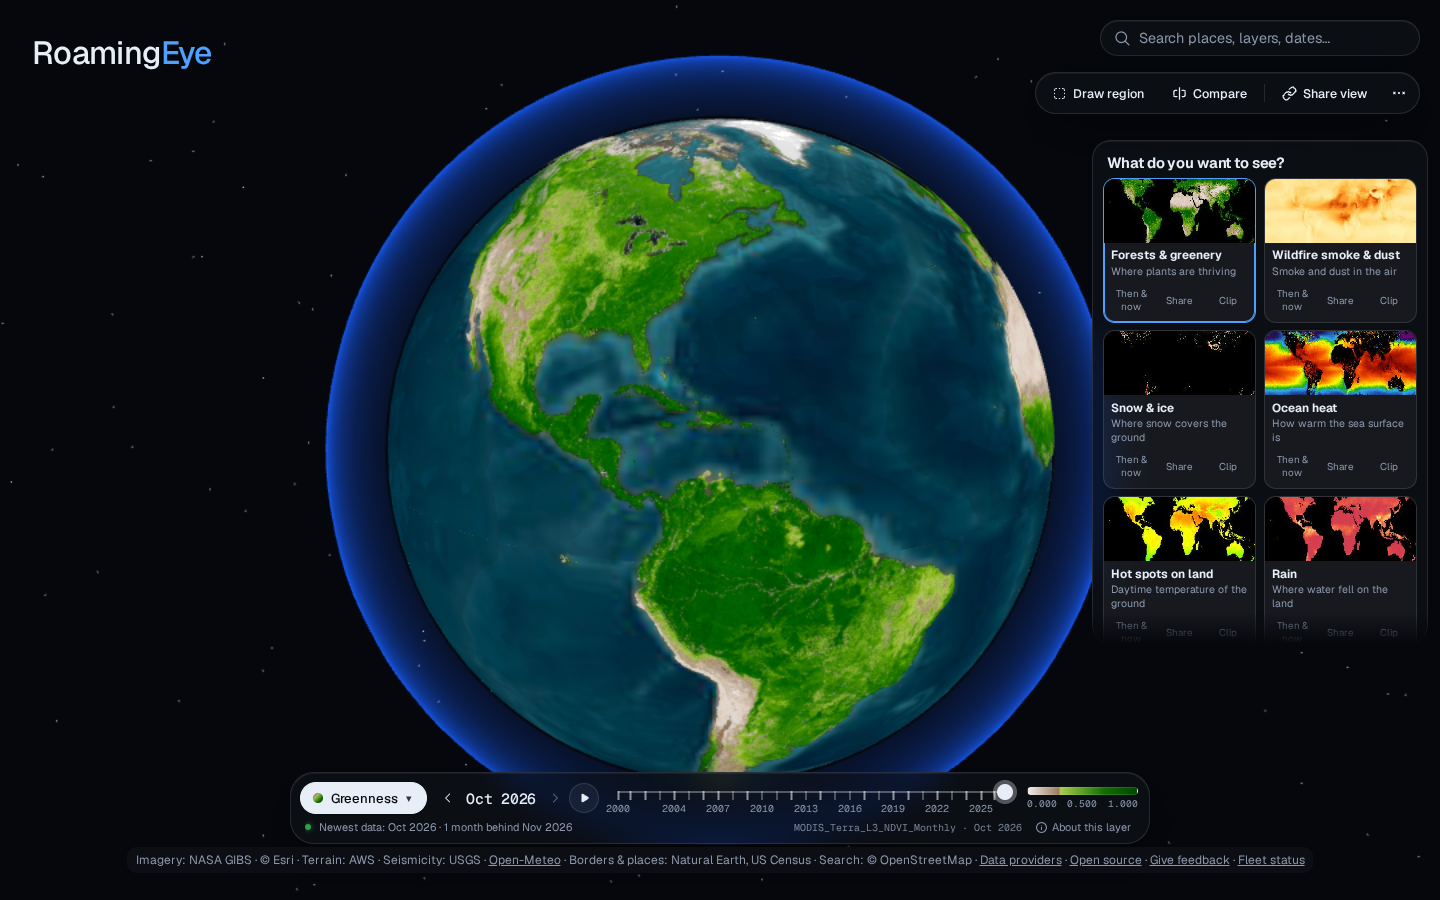 RoamingEye
Search places, layers, dates...
Draw region
Compare
Share view
What do you want to see?
Forests & greenery
Where plants are thriving
Then & now
Share
Clip
Wildfire smoke & dust
Smoke and dust in the air
Then & now
Share
Clip
Snow & ice
Where snow covers the ground
Then & now
Share
Clip
Ocean heat
How warm the sea surface is
Then & now
Share
Clip
Hot spots on land
Daytime temperature of the ground
Then & now
Share
Clip
Rain
Where water fell on the land
Then & now
Share
Clip
Greenness
Oct 2026
2000 2004 2007 2010 2013 2016 2019 2022 2025
0.000 0.500 1.000
Newest data: Oct 2026 · 1 month behind Nov 2026
MODIS_Terra_L3_NDVI_Monthly · Oct 2026
About this layer
Imagery: NASA GIBS · © Esri · Terrain: AWS · Seismicity: USGS · Open-Meteo · Borders & places: Natural Earth, US Census · Search: © OpenStreetMap · Data providers · Open source · Give feedback · Fleet status